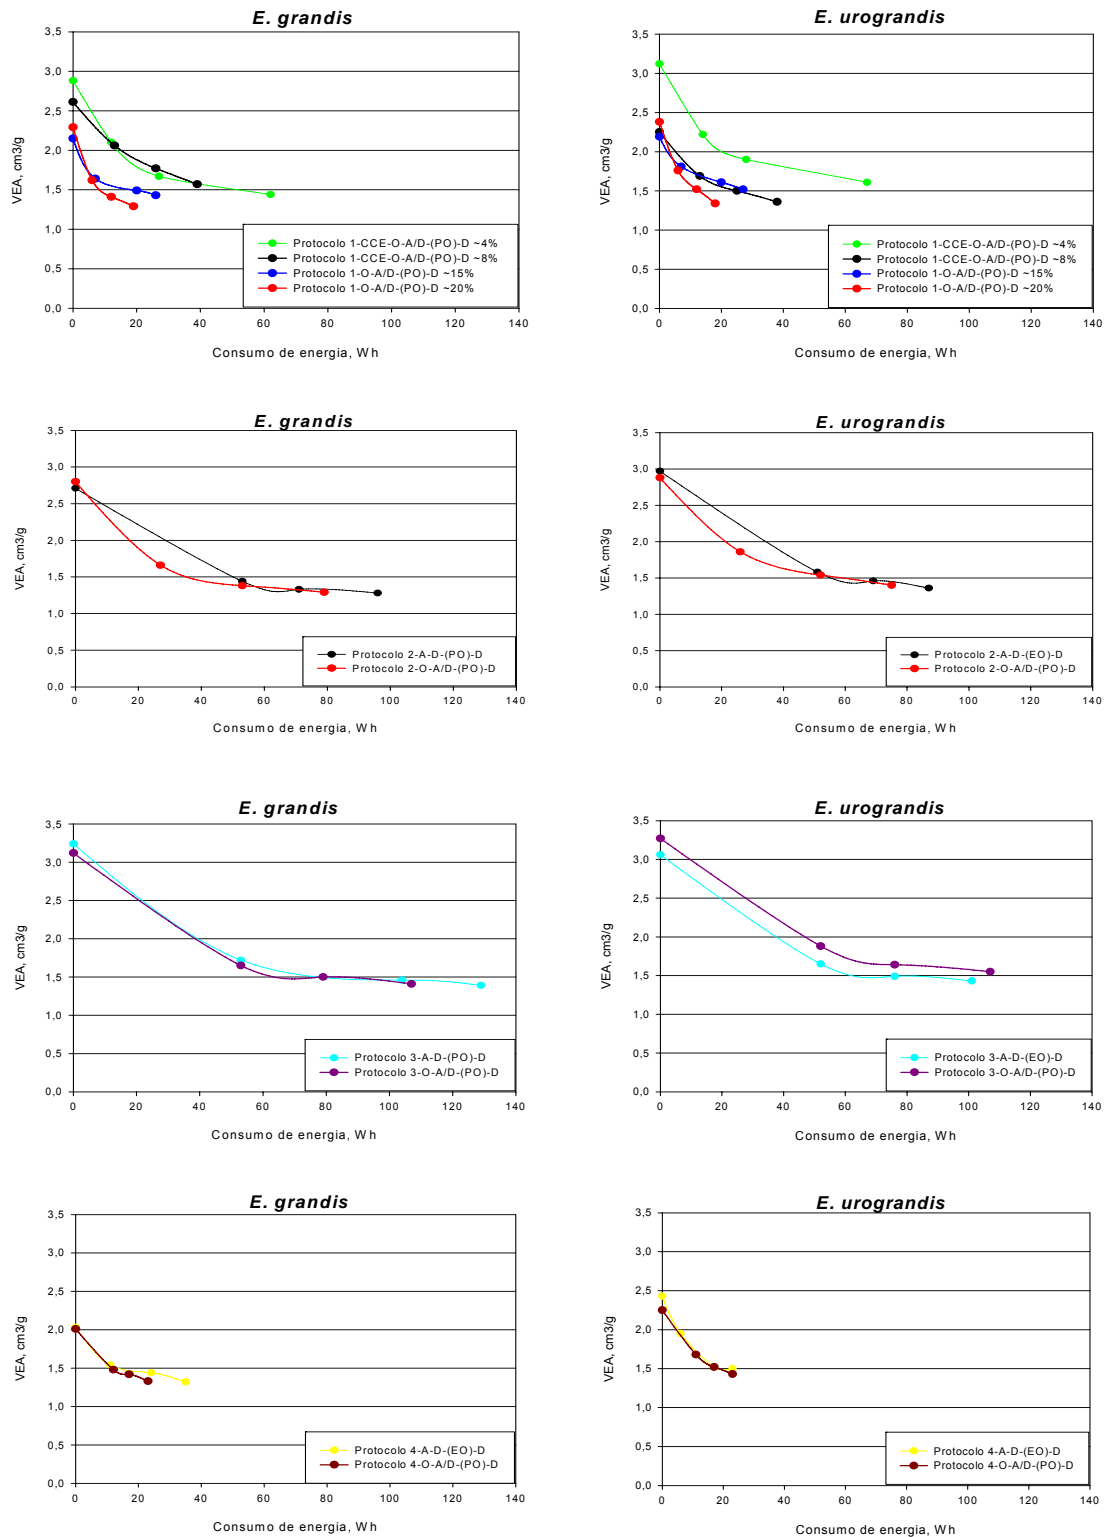 E. grandis
3,5
3,0
2,5
2,0
1,5
1,0
0,5
0,0
VEA, cm3/g
Protocolo 1-CCE-O-A/D-(PO)-D ~4%
Protocolo 1-CCE-O-A/D-(PO)-D ~8%
Protocolo 1-O-A/D-(PO)-D ~15%
Protocolo 1-O-A/D-(PO)-D ~20%
0 20 40 60 80 100 120 140
Consumo de energia, Wh
E. urograndis
3,5
3,0
2,5
2,0
1,5
1,0
0,5
0,0
VEA, cm3/g
Protocolo 1-CCE-O-A/D-(PO)-D ~4%
Protocolo 1-CCE-O-A/D-(PO)-D ~8%
Protocolo 1-O-A/D-(PO)-D ~15%
Protocolo 1-O-A/D-(PO)-D ~20%
0 20 40 60 80 100 120 140
Consumo de energia, Wh
E. grandis
3,5
3,0
2,5
2,0
1,5
1,0
0,5
0,0
VEA, cm3/g
Protocolo 2-A-D-(PO)-D
Protocolo 2-O-A/D-(PO)-D
0 20 40 60 80 100 120 140
Consumo de energia, Wh
E. urograndis
3,5
3,0
2,5
2,0
1,5
1,0
0,5
0,0
VEA, cm3/g
Protocolo 2-A-D-(EO)-D
Protocolo 2-O-A/D-(PO)-D
0 20 40 60 80 100 120 140
Consumo de energia, Wh
E. grandis
3,5
3,0
2,5
2,0
1,5
1,0
0,5
0,0
VEA, cm3/g
Protocolo 3-A-D-(PO)-D
Protocolo 3-O-A/D-(PO)-D
0 20 40 60 80 100 120 140
Consumo de energia, Wh
E. urograndis
3,5
3,0
2,5
2,0
1,5
1,0
0,5
0,0
VEA, cm3/g
Protocolo 3-A-D-(EO)-D
Protocolo 3-O-A/D-(PO)-D
0 20 40 60 80 100 120 140
Consumo de energia, Wh
E. grandis
3,5
3,0
2,5
2,0
1,5
1,0
0,5
0,0
VEA, cm3/g
Protocolo 4-A-D-(EO)-D
Protocolo 4-O-A/D-(PO)-D
0 20 40 60 80 100 120 140
Consumo de energia, Wh
E. urograndis
3,5
3,0
2,5
2,0
1,5
1,0
0,5
0,0
VEA, cm3/g
Protocolo 4-A-D-(EO)-D
Protocolo 4-O-A/D-(PO)-D
0 20 40 60 80 100 120 140
Consumo de energia, Wh